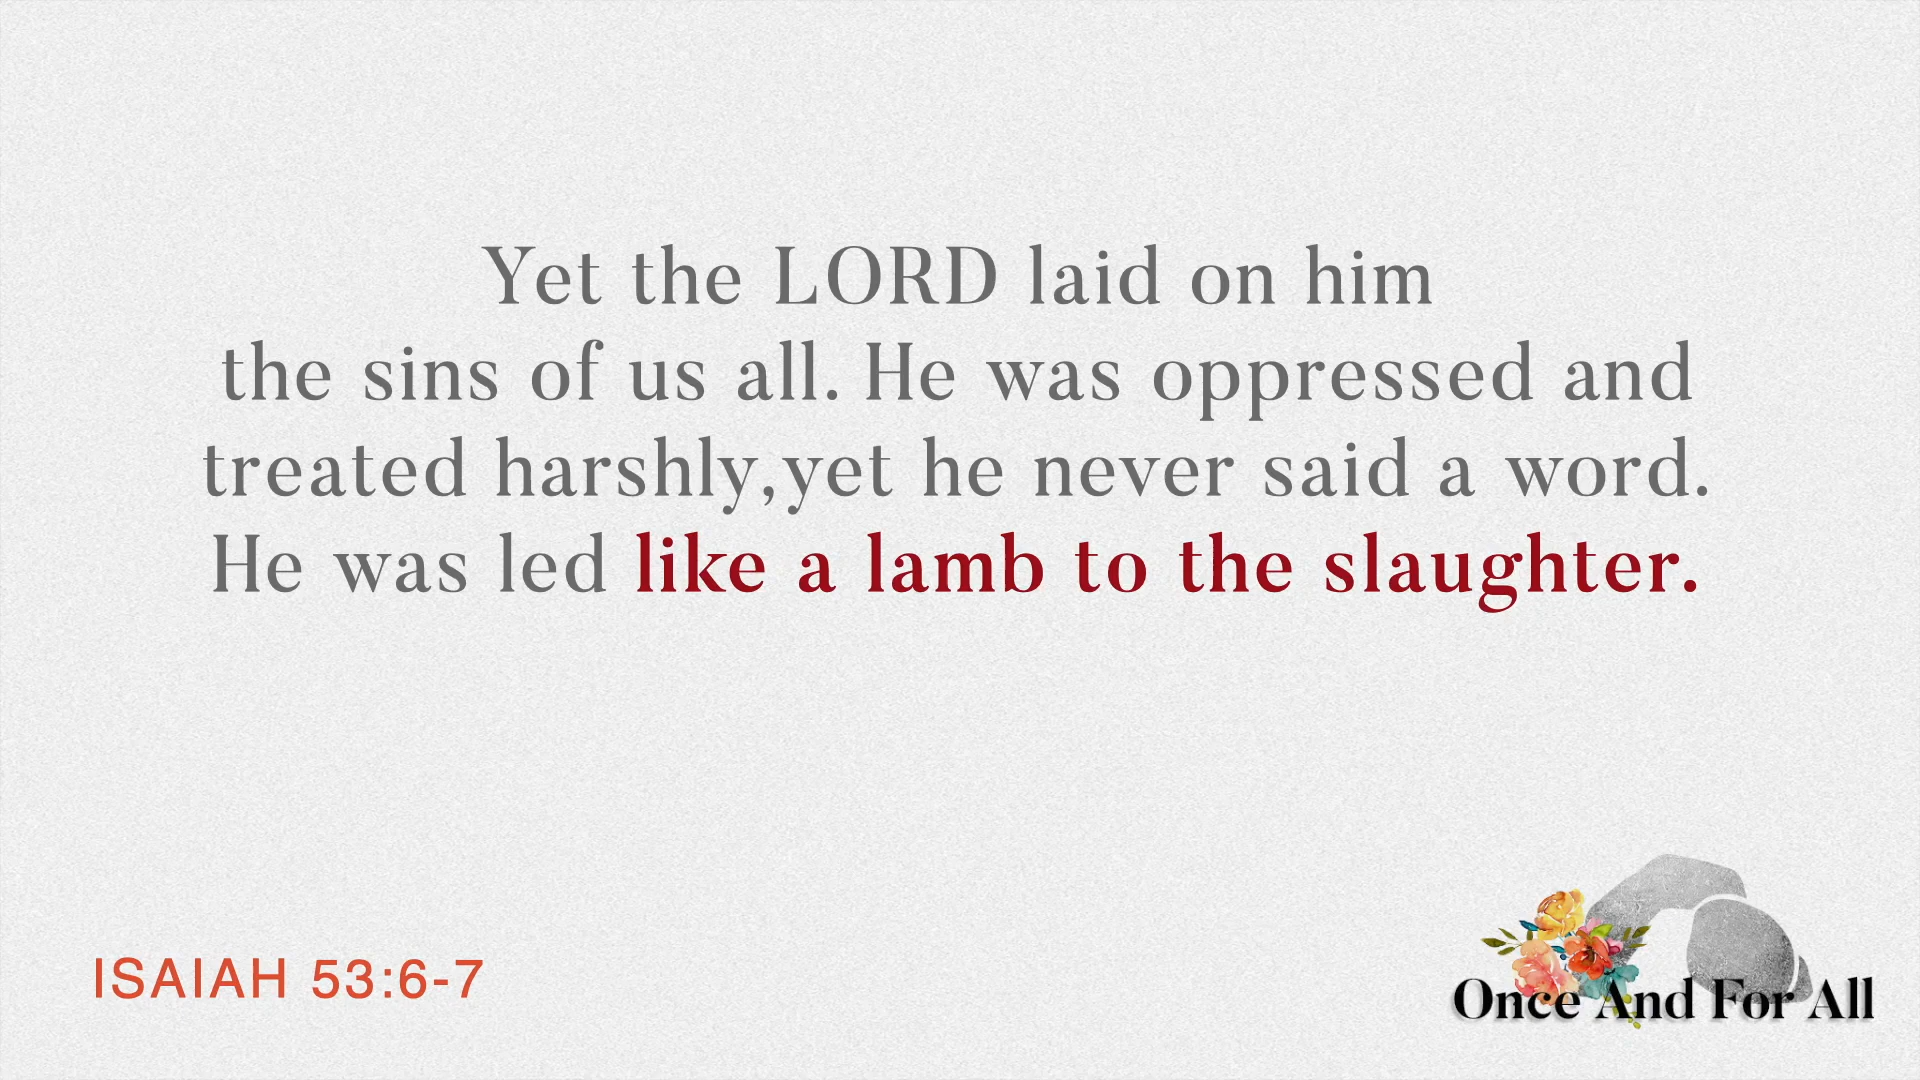 Yet the LORD laid on him
the sins of us all. He was oppressed and
treated harshly,yet he never said a word.
He was led like a lamb to the slaughter.
ISAIAH 53:6-7
Once And For All